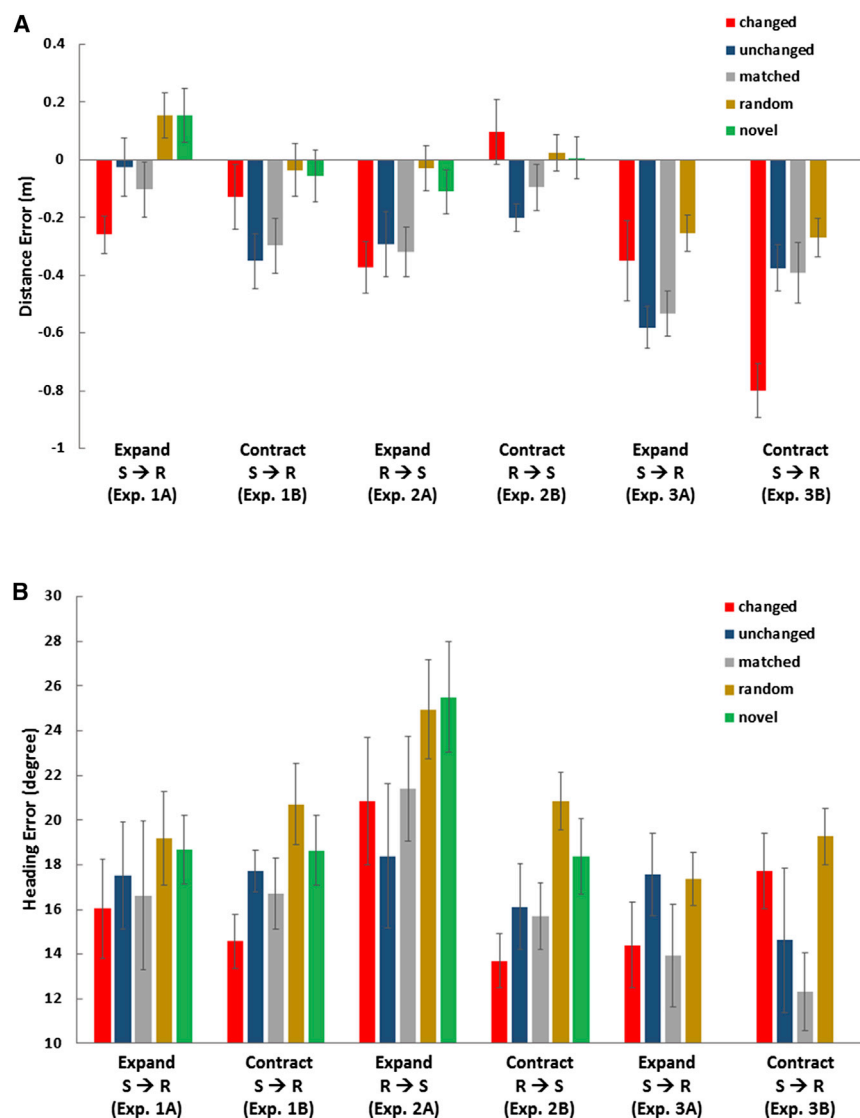 A
changed
unchanged
matched
random
novel
0.4
0.2
0
-0.2
-0.4
-0.6
-0.8
-1
Distance Error (m)
Expand Contract Expand Contract Expand Contract
S → R S → R R → S R → S S → R S → R
(Exp. 1A) (Exp. 1B) (Exp. 2A) (Exp. 2B) (Exp. 3A) (Exp. 3B)
B
changed
unchanged
matched
random
novel
30
28
26
24
22
20
18
16
14
12
10
Heading Error (degree)
Expand Contract Expand Contract Expand Contract
S → R S → R R → S R → S S → R S → R
(Exp. 1A) (Exp. 1B) (Exp. 2A) (Exp. 2B) (Exp. 3A) (Exp. 3B)